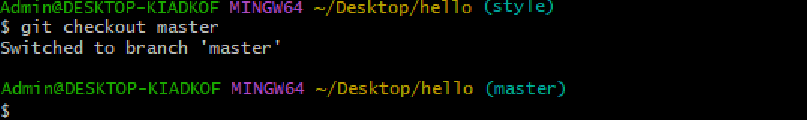 Admin@DESKTOP-KIADKOF MINGW64 ~/Desktop/hello (style)
$ git checkout master
Switched to branch 'master'
Admin@DESKTOP-KIADKOF MINGW64 ~/Desktop/hello (master)
$